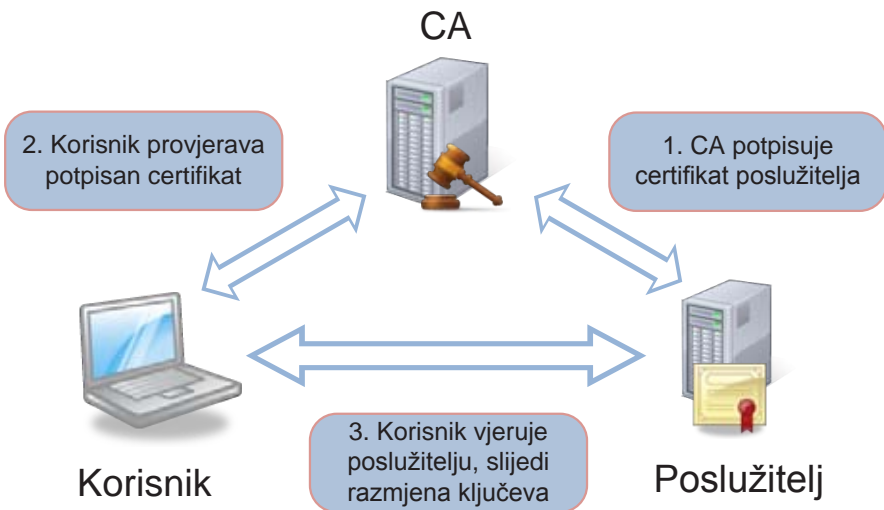 CA
2. Korisnik provjerava
potpisan certifikat
1. CA potpisuje
certifikat poslužitelja
3. Korisnik vjeruje
poslužitelju, slijedi
razmjena ključeva
Korisnik
Poslužitelj